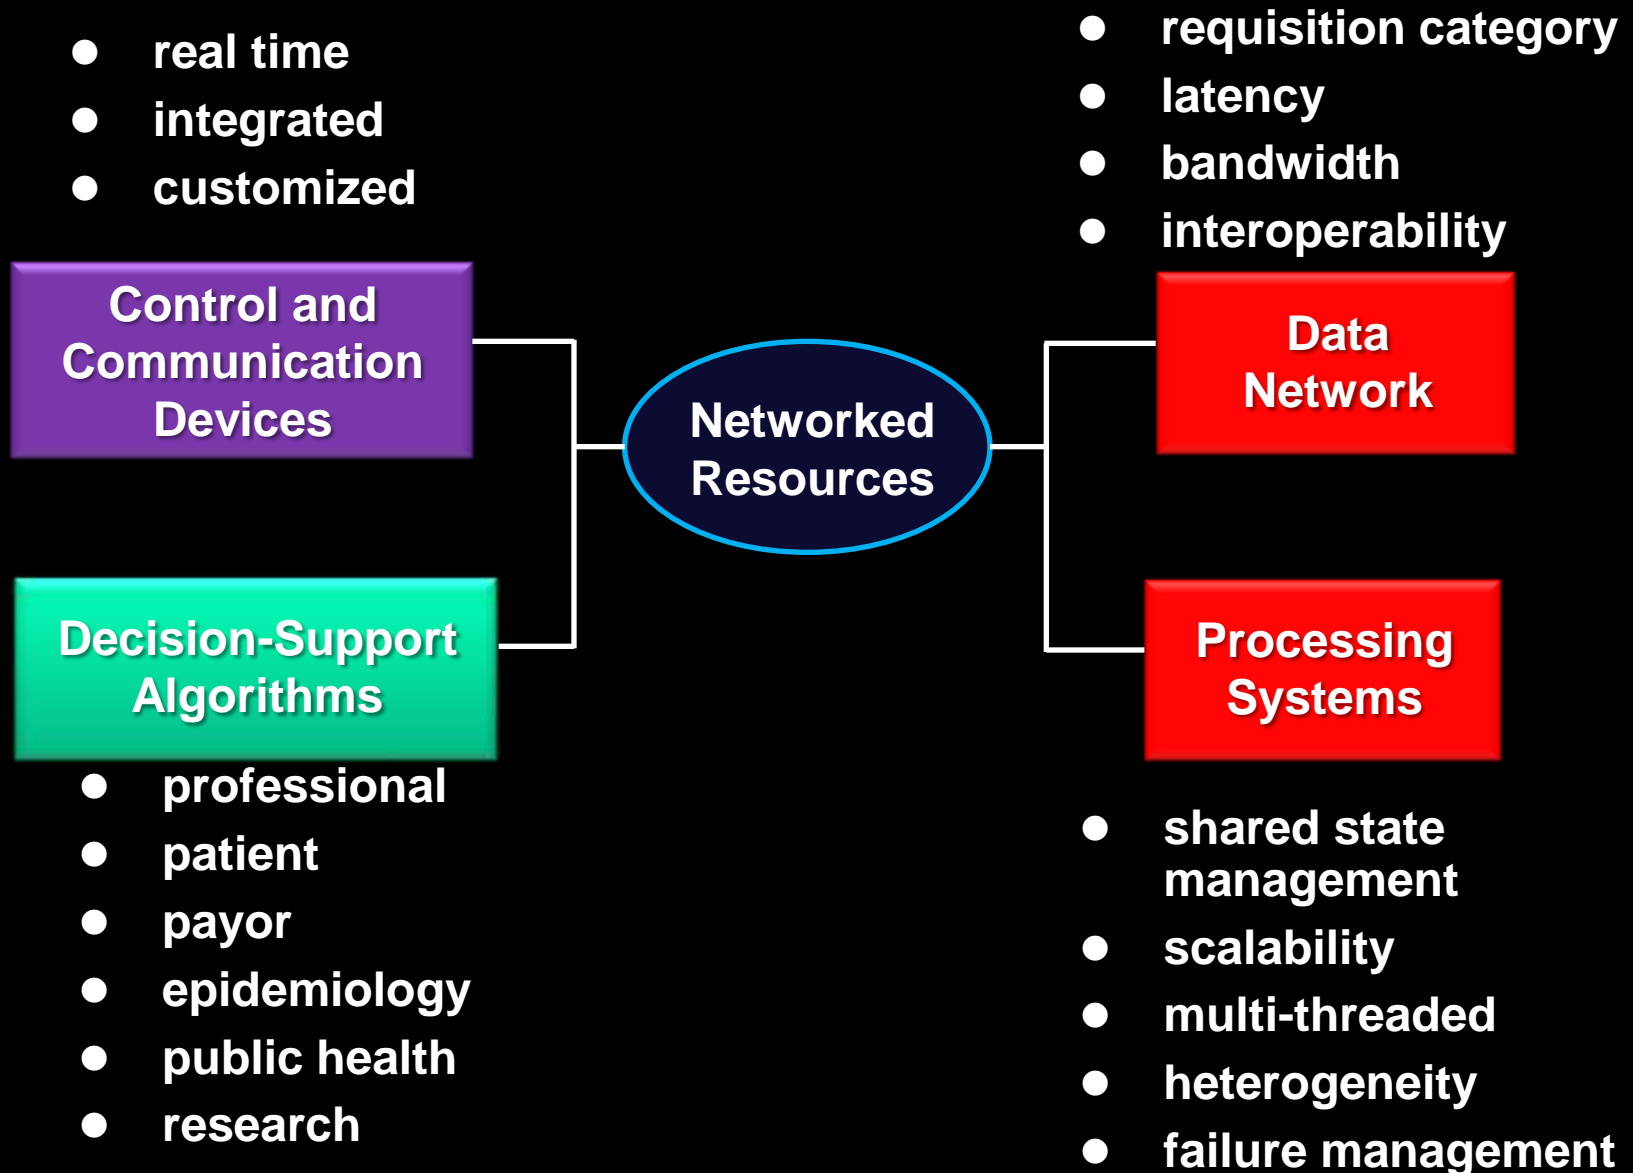 ● real time
● integrated
● customized
Control and
Communication
Devices
Decision-Support
Algorithms
● professional
● patient
● payor
● epidemiology
● public health
● research
Networked
Resources
● requisition category
● latency
● bandwidth
● interoperability
Data
Network
Processing
Systems
● shared state
management
● scalability
● multi-threaded
● heterogeneity
● failure management